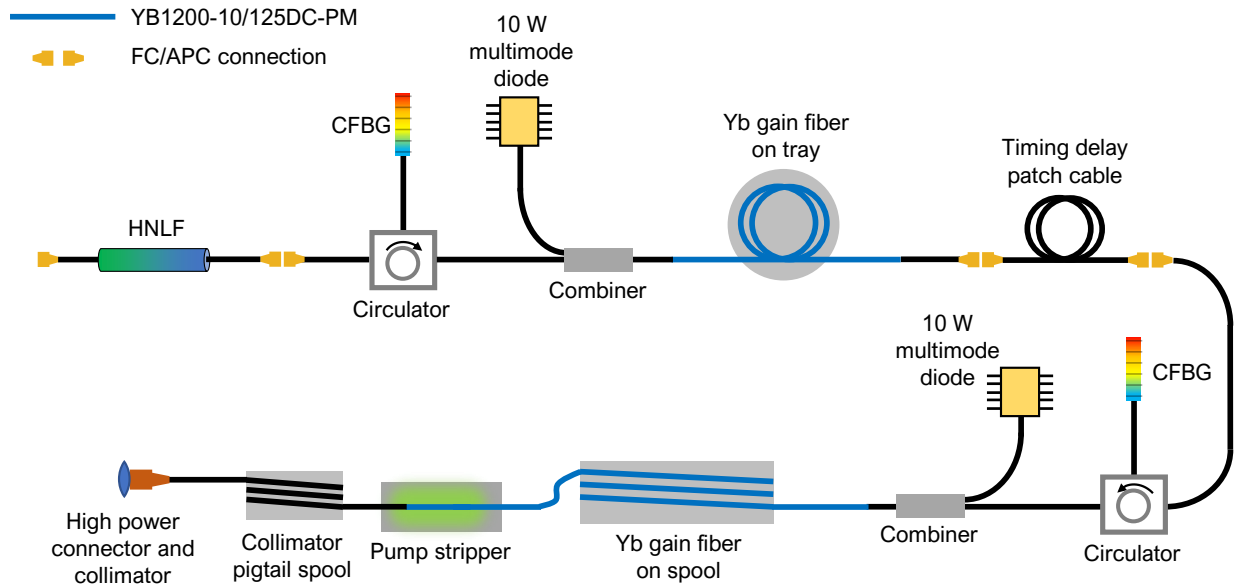 YB1200-10/125DC-PM
FC/APC connection
10 W
multimode
diode
CFBG
Yb gain fiber
on tray
Timing delay
patch cable
HNLF
Circulator
Combiner
10 W
multimode
diode
CFBG
High power
connector and
collimator
Collimator
pigtail spool
Pump stripper
Yb gain fiber
on spool
Combiner
Circulator